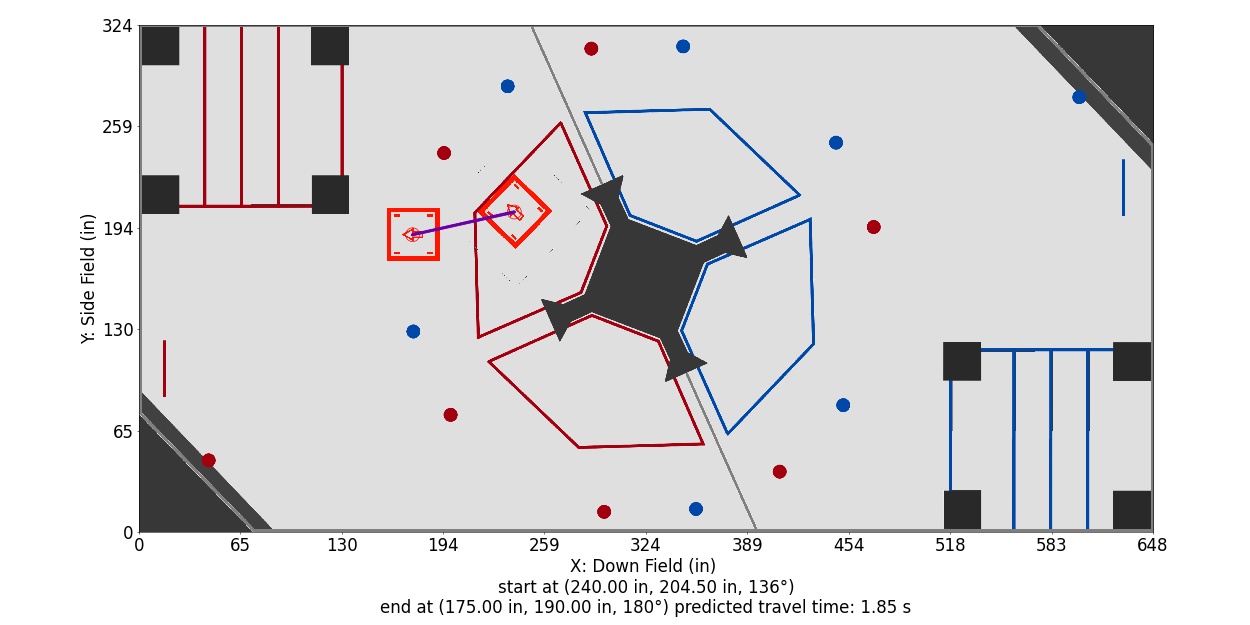 324
259
194
130
65
0
Y: Side Field (in)
0 65 130 194 259 324 389 454 518 583 648
X: Down Field (in)
start at (240.00 in, 204.50 in, 136°)
end at (175.00 in, 190.00 in, 180°) predicted travel time: 1.85 s